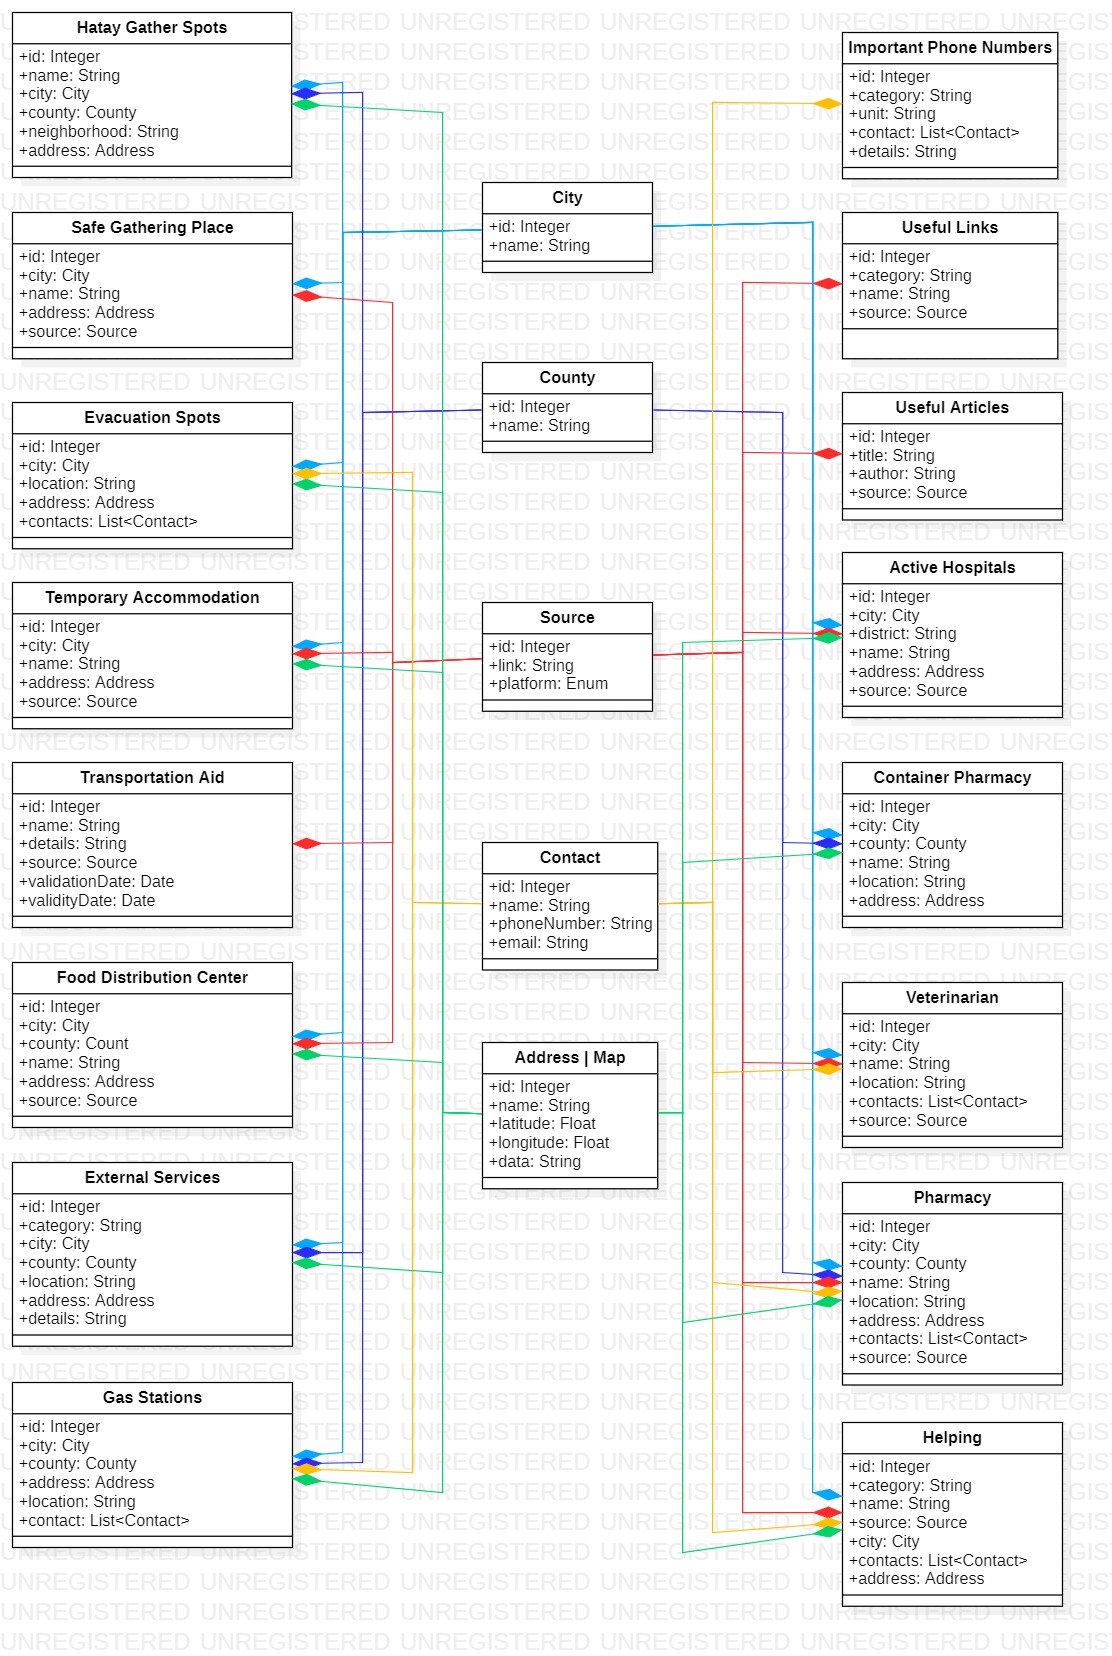 Hatay Gather Spots
+id: Integer
+name: String
+city: City
+county: County
+neighborhood: String
+address: Address
Safe Gathering Place
+id: Integer
+city: City
+name: String
+address: Address
+source: Source
Evacuation Spots
+id: Integer
+city: City
+location: String
+address: Address
+contacts: List<Contact>
Temporary Accommodation
+id: Integer
+city: City
+name: String
+address: Address
+source: Source
Transportation Aid
+id: Integer
+name: String
+details: String
+source: Source
+validationDate: Date
+validityDate: Date
Food Distribution Center
+id: Integer
+city: City
+county: Count
+name: String
+address: Address
+source: Source
External Services
+id: Integer
+category: String
+city: City
+county: County
+location: String
+address: Address
+details: String
Gas Stations
+id: Integer
+city: City
+county: County
+address: Address
+location: String
+contact: List<Contact>
City
+id: Integer
+name: String
County
+id: Integer
+name: String
Source
+id: Integer
+link: String
+platform: Enum
Contact
+id: Integer
+name: String
+phoneNumber: String
+email: String
Address | Map
+id: Integer
+name: String
+latitude: Float
+longitude: Float
+data: String
Important Phone Numbers
+id: Integer
+category: String
+unit: String
+contact: List<Contact>
+details: String
Useful Links
+id: Integer
+category: String
+name: String
+source: Source
Useful Articles
+id: Integer
+title: String
+author: String
+source: Source
Active Hospitals
+id: Integer
+city: City
+district: String
+name: String
+address: Address
+source: Source
Container Pharmacy
+id: Integer
+city: City
+county: County
+name: String
+location: String
+address: Address
Veterinarian
+id: Integer
+city: City
+name: String
+location: String
+contacts: List<Contact>
+source: Source
Pharmacy
+id: Integer
+city: City
+county: County
+name: String
+location: String
+address: Address
+contacts: List<Contact>
+source: Source
Helping
+id: Integer
+category: String
+name: String
+source: Source
+city: City
+contacts: List<Contact>
+address: Address
UNREGISTERED UNREGISTERED UNREGISTERED UNREGISTERED UNREGISTERED